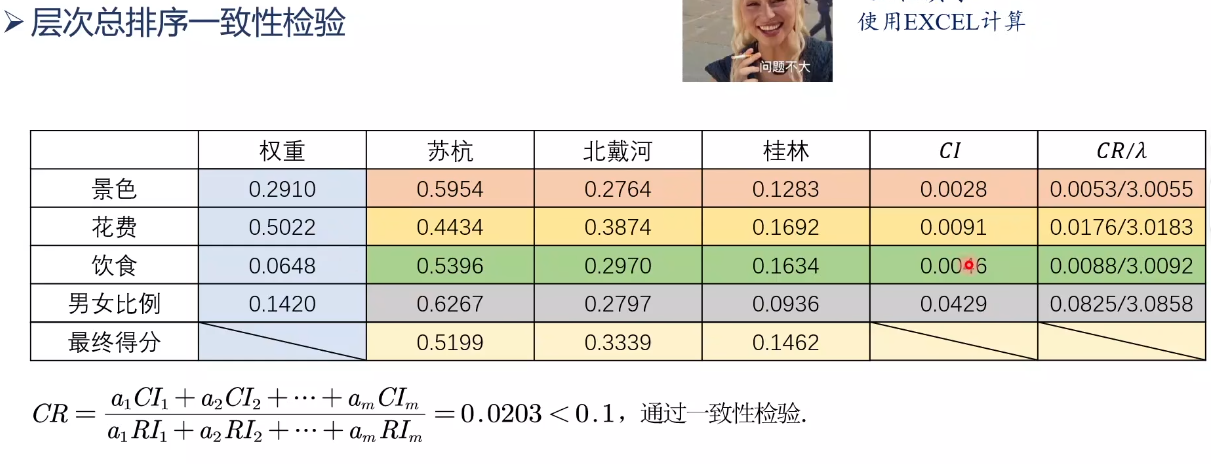 ➢ 层次总排序一致性检验
问题不大
使用EXCEL计算
权重 苏杭 北戴河 桂林 CI CR/λ
景色 0.2910 0.5954 0.2764 0.1283 0.0028 0.0053/3.0055
花费 0.5022 0.4434 0.3874 0.1692 0.0091 0.0176/3.0183
饮食 0.0648 0.5396 0.2970 0.1634 0.0088/3.0092
男女比例 0.1420 0.6267 0.2797 0.0936 0.0429 0.0825/3.0858
最终得分 0.5199 0.3339 0.1462
CR = (a₁CI₁ + a₂CI₂ + ⋯ + aₘCIₘ) / (a₁RI₁ + a₂RI₂ + ⋯ + aₘRIₘ) = 0.0203 < 0.1，通过一致性检验.